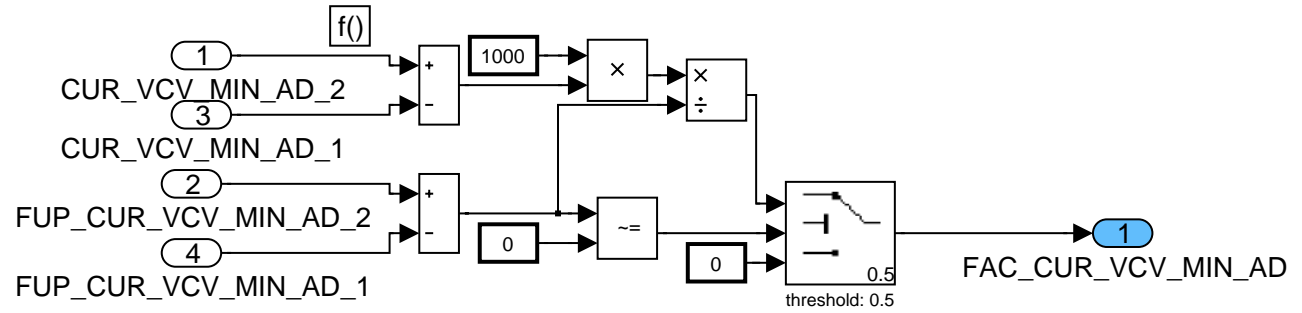 f()
1
CUR_VCV_MIN_AD_2
3
CUR_VCV_MIN_AD_1
2
FUP_CUR_VCV_MIN_AD_2
4
FUP_CUR_VCV_MIN_AD_1
+
−
+
−
1000
×
×
÷
0
~=
0
0.5
threshold: 0.5
1
FAC_CUR_VCV_MIN_AD